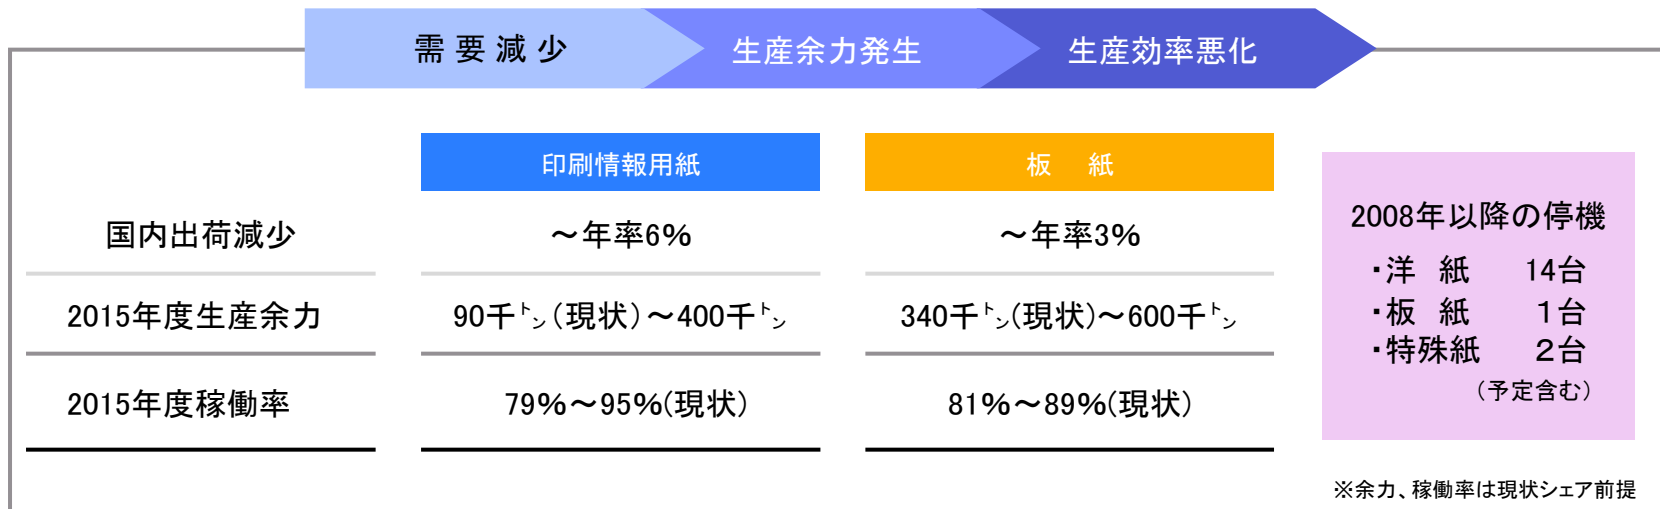 需要減少 生産余力発生 生産効率悪化
印刷情報用紙 板 紙
国内出荷減少 ～年率6% ～年率3%
2015年度生産余力 90千㌧(現状)～400千㌧ 340千㌧(現状)～600千㌧
2015年度稼働率 79%～95%(現状) 81%～89%(現状)
2008年以降の停機
・洋 紙 14台
・板 紙 1台
・特殊紙 2台
(予定含む)
※余力、稼働率は現状シェア前提